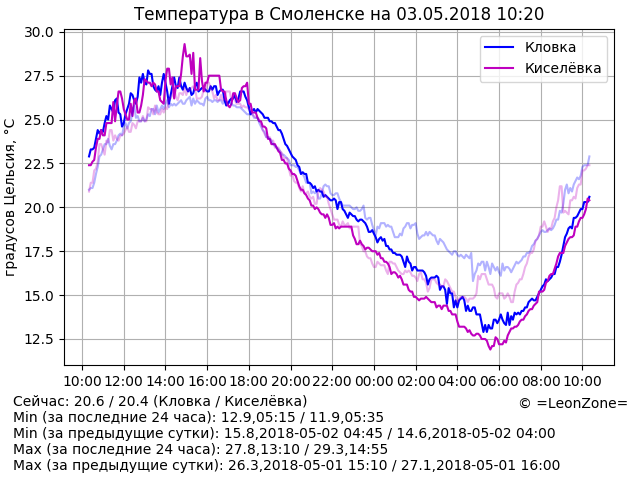 Температура в Смоленске на 03.05.2018 10:20
30.0
27.5
25.0
22.5
20.0
17.5
15.0
12.5
градусов Цельсия, °C
Кловка
Киселёвка
10:00 12:00 14:00 16:00 18:00 20:00 22:00 00:00 02:00 04:00 06:00 08:00 10:00
Сейчас: 20.6 / 20.4 (Кловка / Киселёвка)
© =LeonZone=
Min (за последние 24 часа): 12.9,05:15 / 11.9,05:35
Min (за предыдущие сутки): 15.8,2018-05-02 04:45 / 14.6,2018-05-02 04:00
Max (за последние 24 часа): 27.8,13:10 / 29.3,14:55
Max (за предыдущие сутки): 26.3,2018-05-01 15:10 / 27.1,2018-05-01 16:00